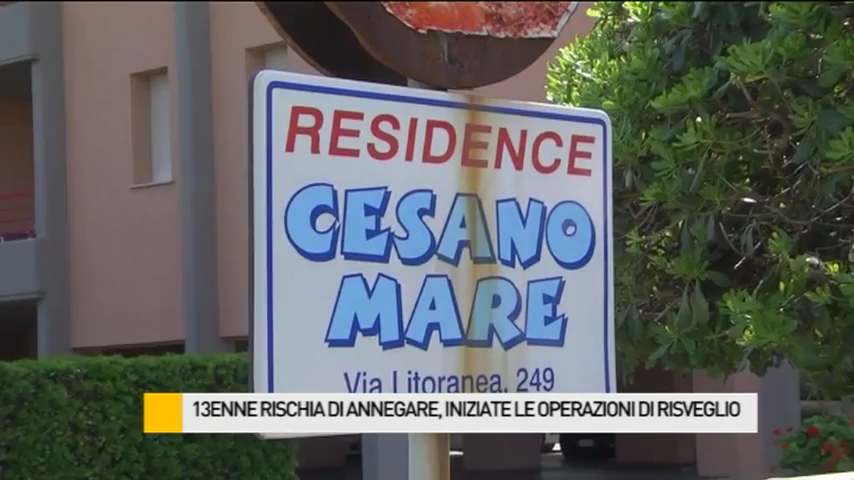 RESIDENCE
CESANO
MARE
Via Litoranea, 249
13ENNE RISCHIA DI ANNEGARE, INIZIATE LE OPERAZIONI DI RISVEGLIO